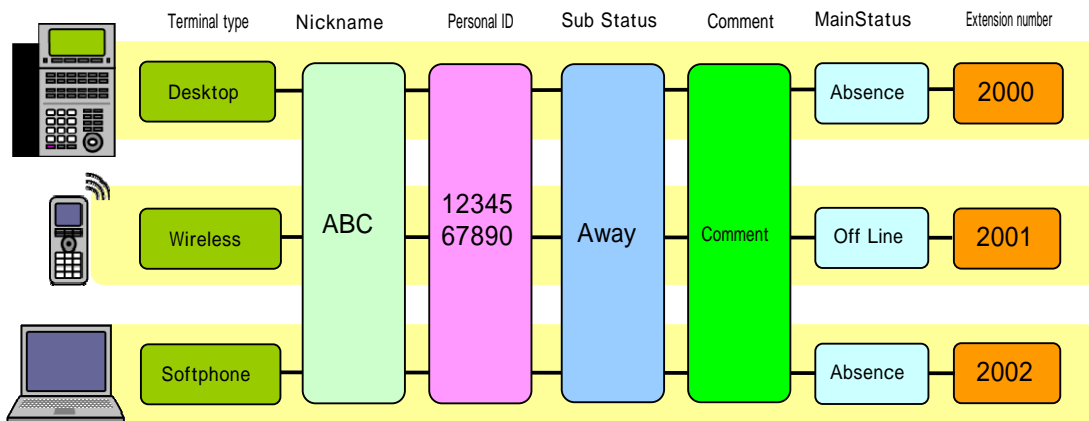 Terminal type Nickname Personal ID Sub Status Comment MainStatus Extension number
Desktop Absence 2000
ABC 12345
67890 Away Comment
Wireless Off Line 2001
Softphone Absence 2002